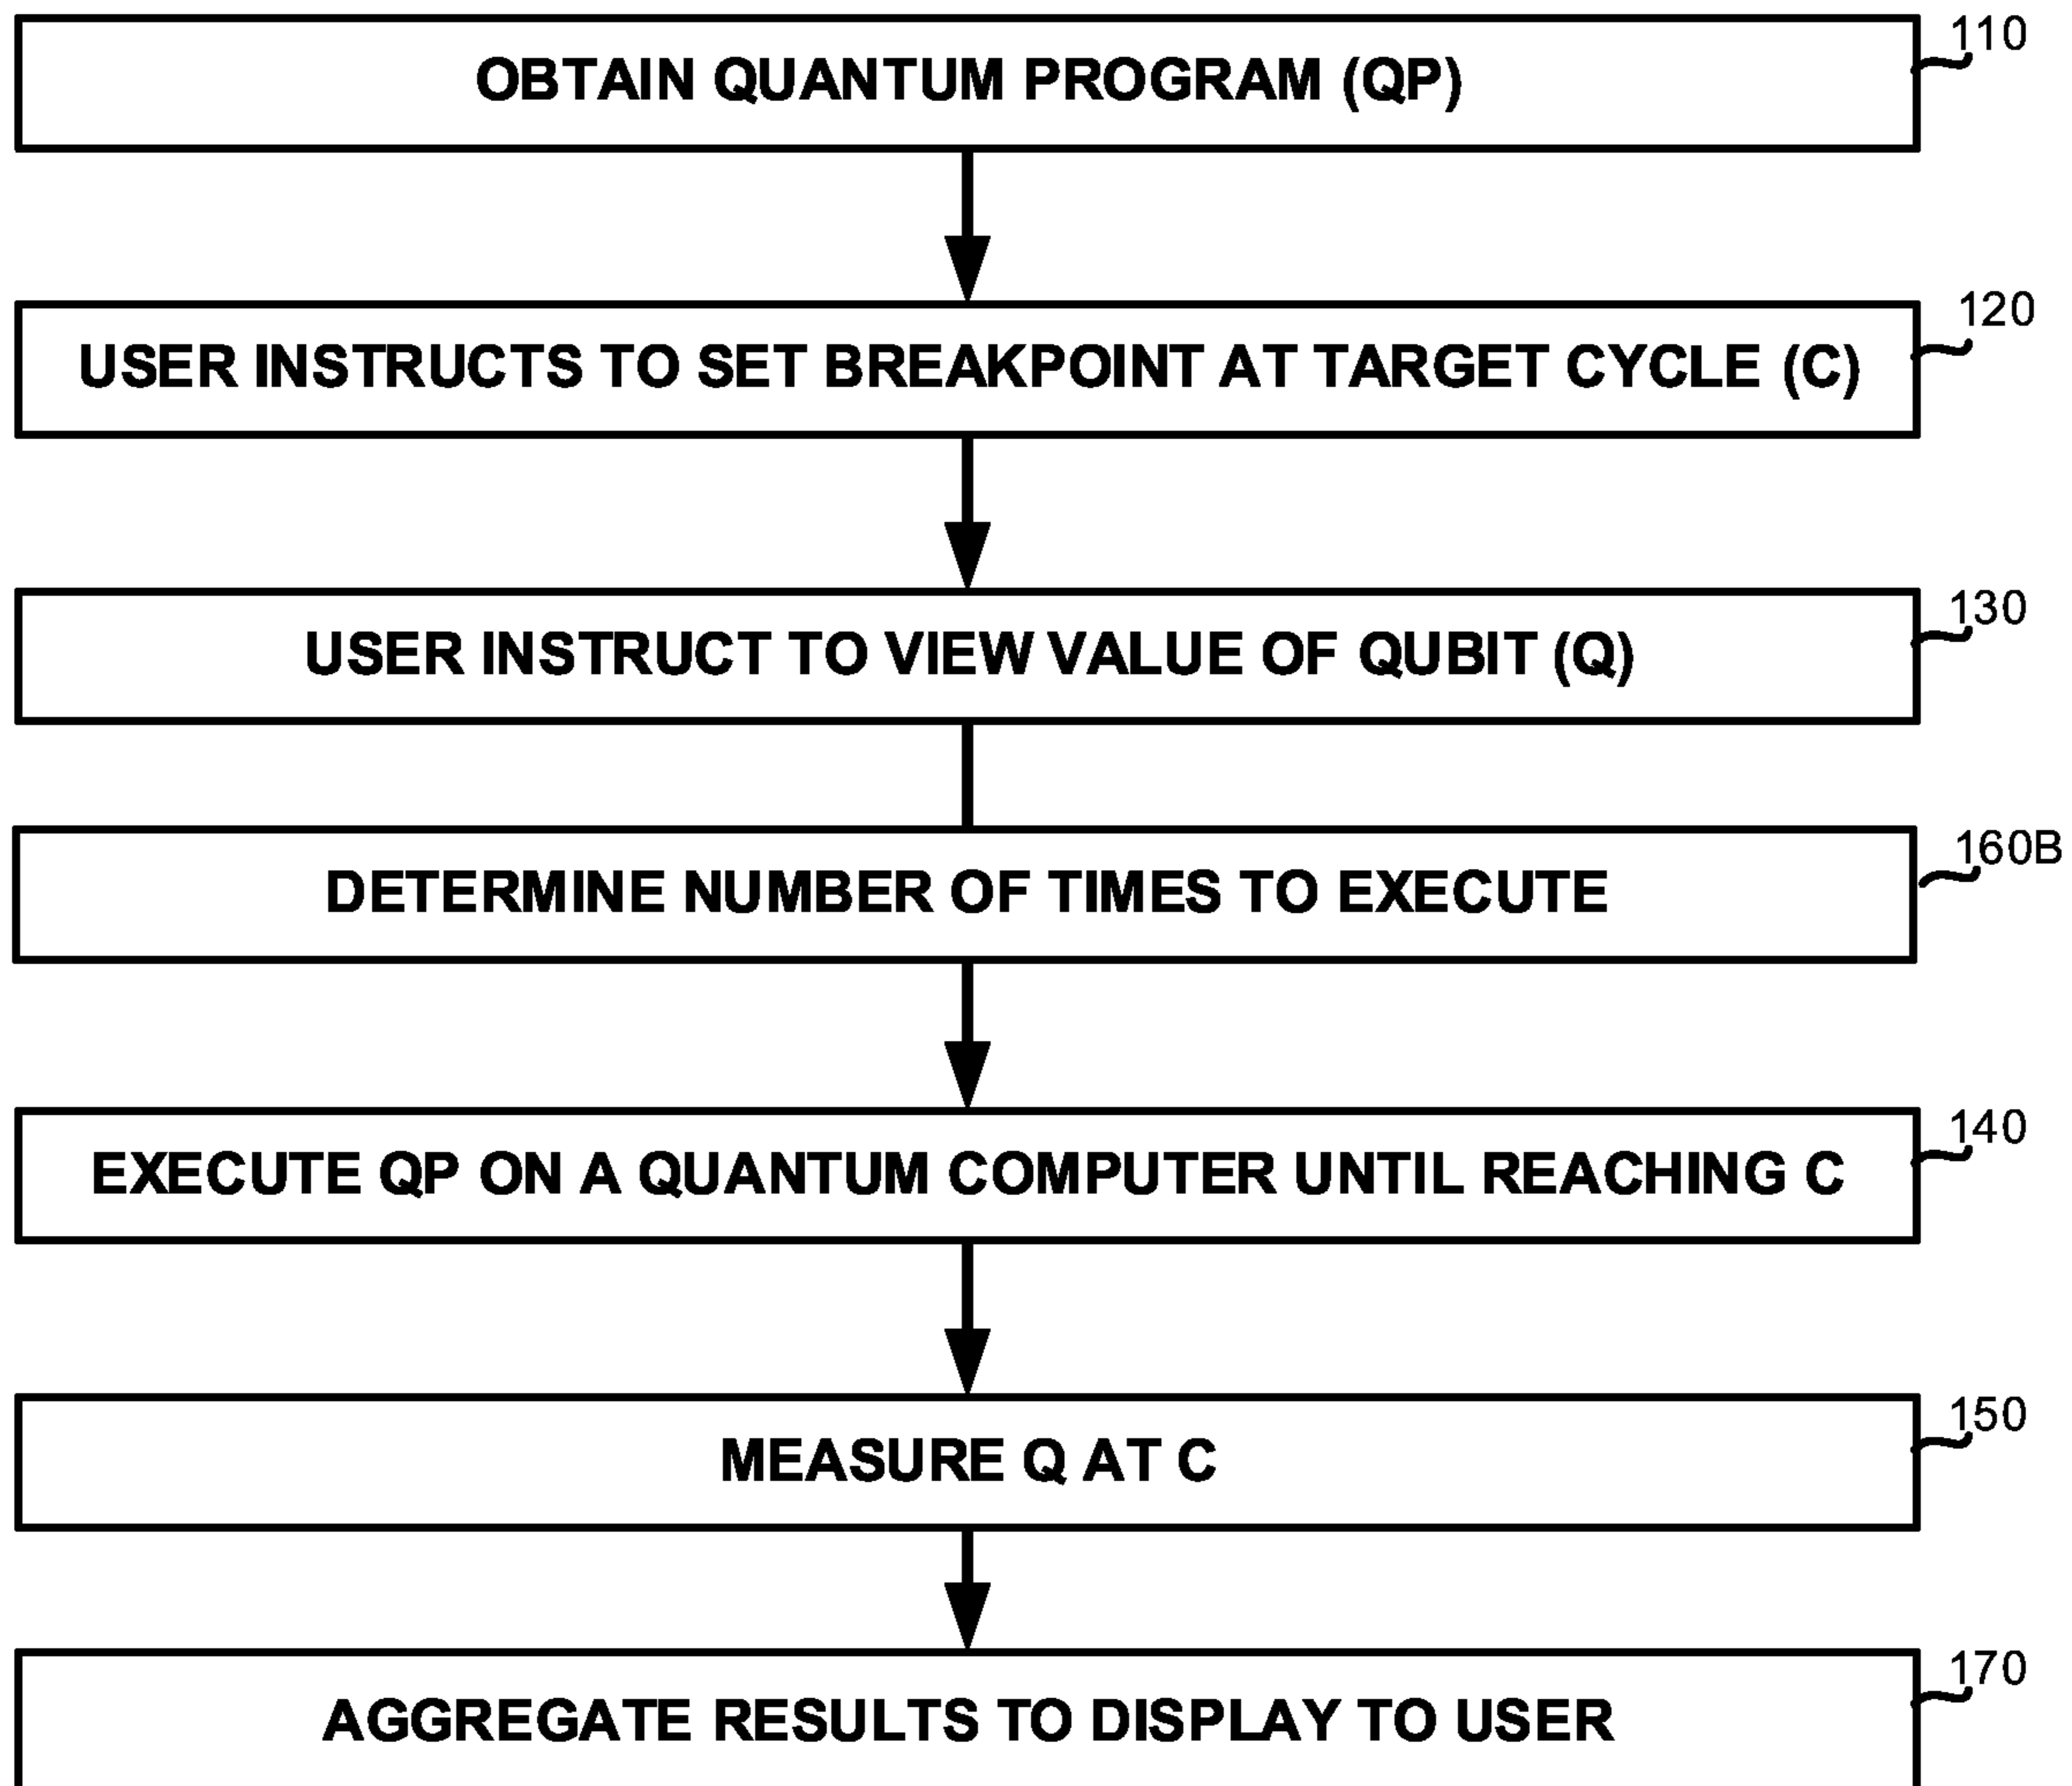 110
OBTAIN QUANTUM PROGRAM (QP)
120
USER INSTRUCTS TO SET BREAKPOINT AT TARGET CYCLE (C)
130
USER INSTRUCT TO VIEW VALUE OF QUBIT (Q)
160B
DETERMINE NUMBER OF TIMES TO EXECUTE
140
EXECUTE QP ON A QUANTUM COMPUTER UNTIL REACHING C
150
MEASURE Q AT C
170
AGGREGATE RESULTS TO DISPLAY TO USER